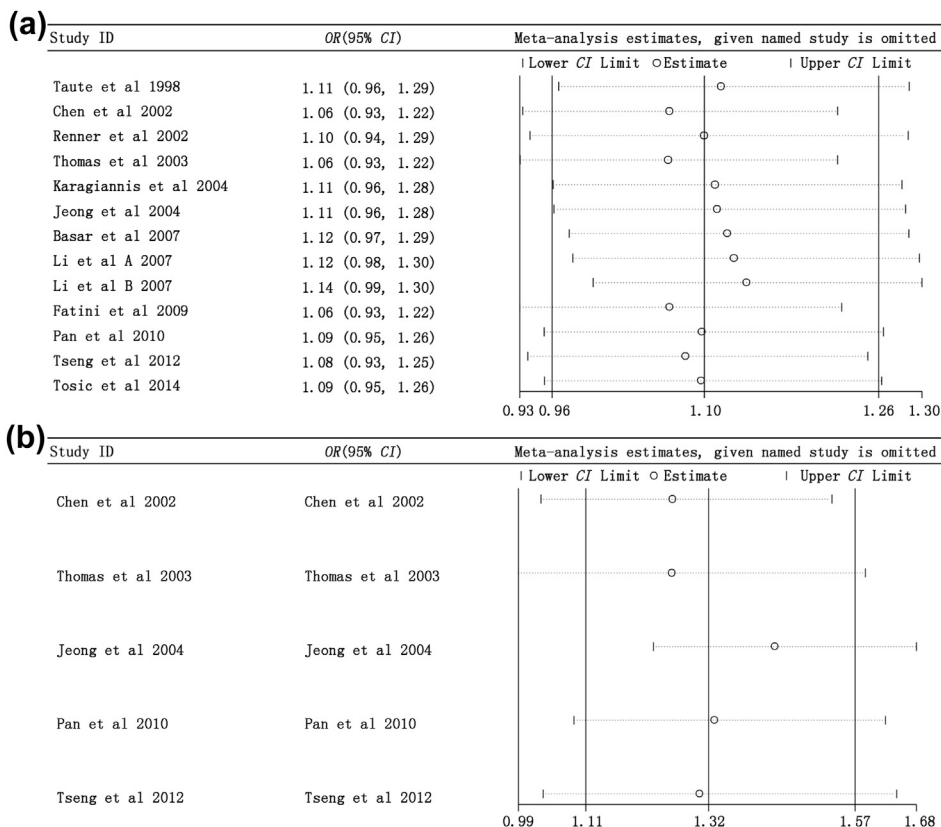 (a)
Study ID OR(95% CI) Meta-analysis estimates, given named study is omitted
Lower CI Limit Estimate Upper CI Limit
Taute et al 1998 1.11 (0.96, 1.29)
Chen et al 2002 1.06 (0.93, 1.22)
Renner et al 2002 1.10 (0.94, 1.29)
Thomas et al 2003 1.06 (0.93, 1.22)
Karagiannis et al 2004 1.11 (0.96, 1.28)
Jeong et al 2004 1.11 (0.96, 1.28)
Basar et al 2007 1.12 (0.97, 1.29)
Li et al A 2007 1.12 (0.98, 1.30)
Li et al B 2007 1.14 (0.99, 1.30)
Fatini et al 2009 1.06 (0.93, 1.22)
Pan et al 2010 1.09 (0.95, 1.26)
Tseng et al 2012 1.08 (0.93, 1.25)
Tosic et al 2014 1.09 (0.95, 1.26)
0.93 0.96 1.10 1.26 1.30
(b)
Study ID OR(95% CI) Meta-analysis estimates, given named study is omitted
Lower CI Limit Estimate Upper CI Limit
Chen et al 2002 Chen et al 2002
Thomas et al 2003 Thomas et al 2003
Jeong et al 2004 Jeong et al 2004
Pan et al 2010 Pan et al 2010
Tseng et al 2012 Tseng et al 2012
0.99 1.11 1.32 1.57 1.68